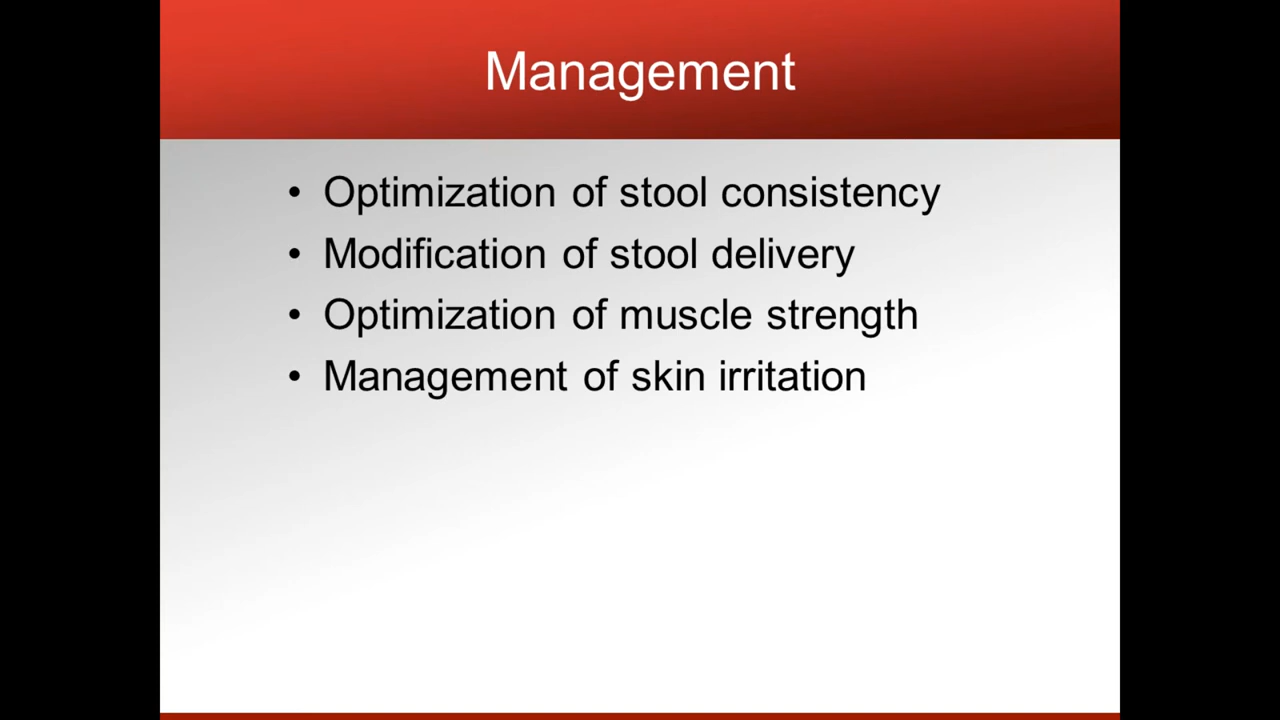 Management
• Optimization of stool consistency
• Modification of stool delivery
• Optimization of muscle strength
• Management of skin irritation